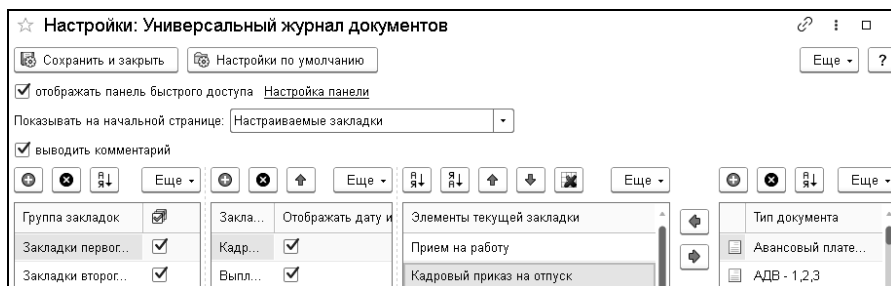 Настройки: Универсальный журнал документов
Сохранить и закрыть Настройки по умолчанию Еще ?
отображать панель быстрого доступа Настройка панели
Показывать на начальной странице: Настраиваемые закладки
выводить комментарий
Еще Еще Еще Еще
Группа закладок Закла... Отображать дату и Элементы текущей закладки Тип документа
Закладки первог... Кадр... Прием на работу Авансовый плате...
Закладки второг... Выпл... Кадровый приказ на отпуск АДВ - 1,2,3